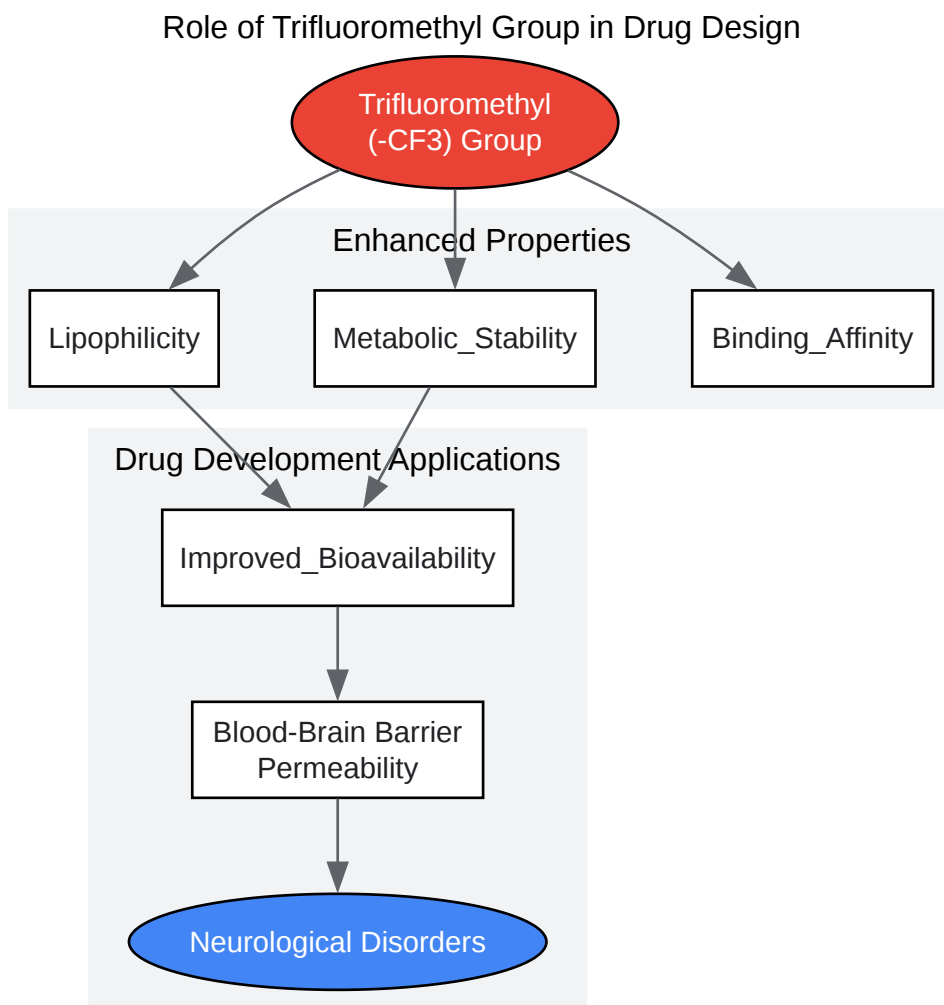 Role of Trifluoromethyl Group in Drug Design
Trifluoromethyl
(-CF3) Group
Enhanced Properties
Lipophilicity
Metabolic_Stability
Binding_Affinity
Drug Development Applications
Improved_Bioavailability
Blood-Brain Barrier
Permeability
Neurological Disorders